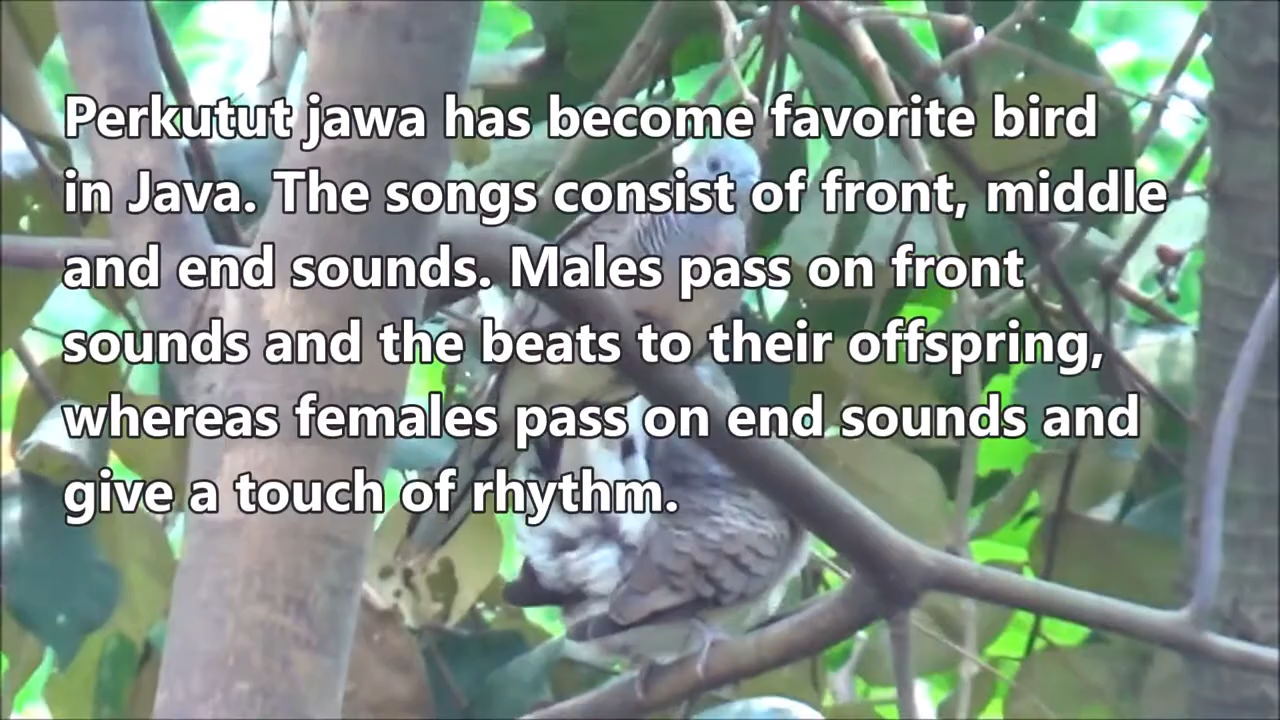 Perkutut jawa has become favorite bird
in Java. The songs consist of front, middle
and end sounds. Males pass on front
sounds and the beats to their offspring,
whereas females pass on end sounds and
give a touch of rhythm.